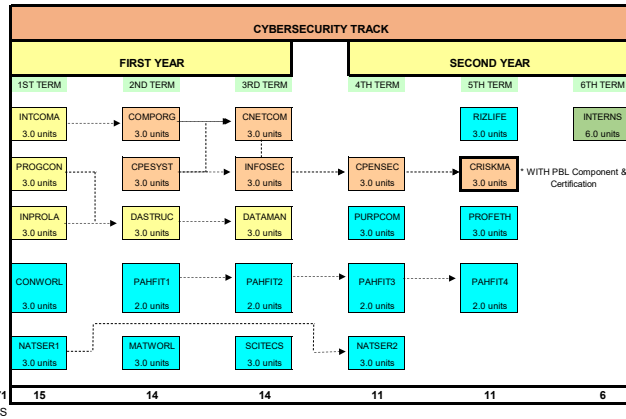 CYBERSECURITY TRACK
FIRST YEAR SECOND YEAR
1ST TERM 2ND TERM 3RD TERM 4TH TERM 5TH TERM 6TH TERM
INTCOMA COMPORG CNETCOM RIZLIFE INTERNS
3.0 units 3.0 units 3.0 units 3.0 units 6.0 units
PROGCON CPESYST INFOSEC CPENSEC CRISKMA * WITH PBL Component &
3.0 units 3.0 units 3.0 units 3.0 units 3.0 units Certification
INPROLA DASTRUC DATAMAN PURPCOM PROFETH
3.0 units 3.0 units 3.0 units 3.0 units 3.0 units
CONWORL PAHFIT1 PAHFIT2 PAHFIT3 PAHFIT4
3.0 units 2.0 units 2.0 units 2.0 units 2.0 units
NATSER1 MATWORL SCITECS NATSER2
3.0 units 3.0 units 3.0 units 3.0 units
71 15 14 14 11 11 6
S